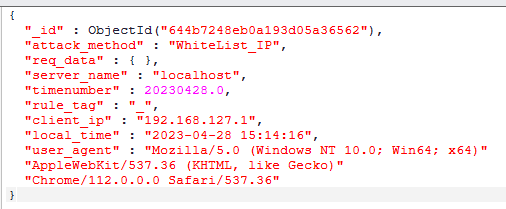 {
"_id" : ObjectId("644b7248eb0a193d05a36562"),
"attack_method" : "WhiteList_IP",
"req_data" : { },
"server_name" : "localhost",
"timenumber" : 20230428.0,
"rule_tag" : "_",
"client_ip" : "192.168.127.1",
"local_time" : "2023-04-28 15:14:16",
"user_agent" : "Mozilla/5.0 (Windows NT 10.0; Win64; x64)"
"AppleWebKit/537.36 (KHTML, like Gecko)"
"Chrome/112.0.0.0 Safari/537.36"
}